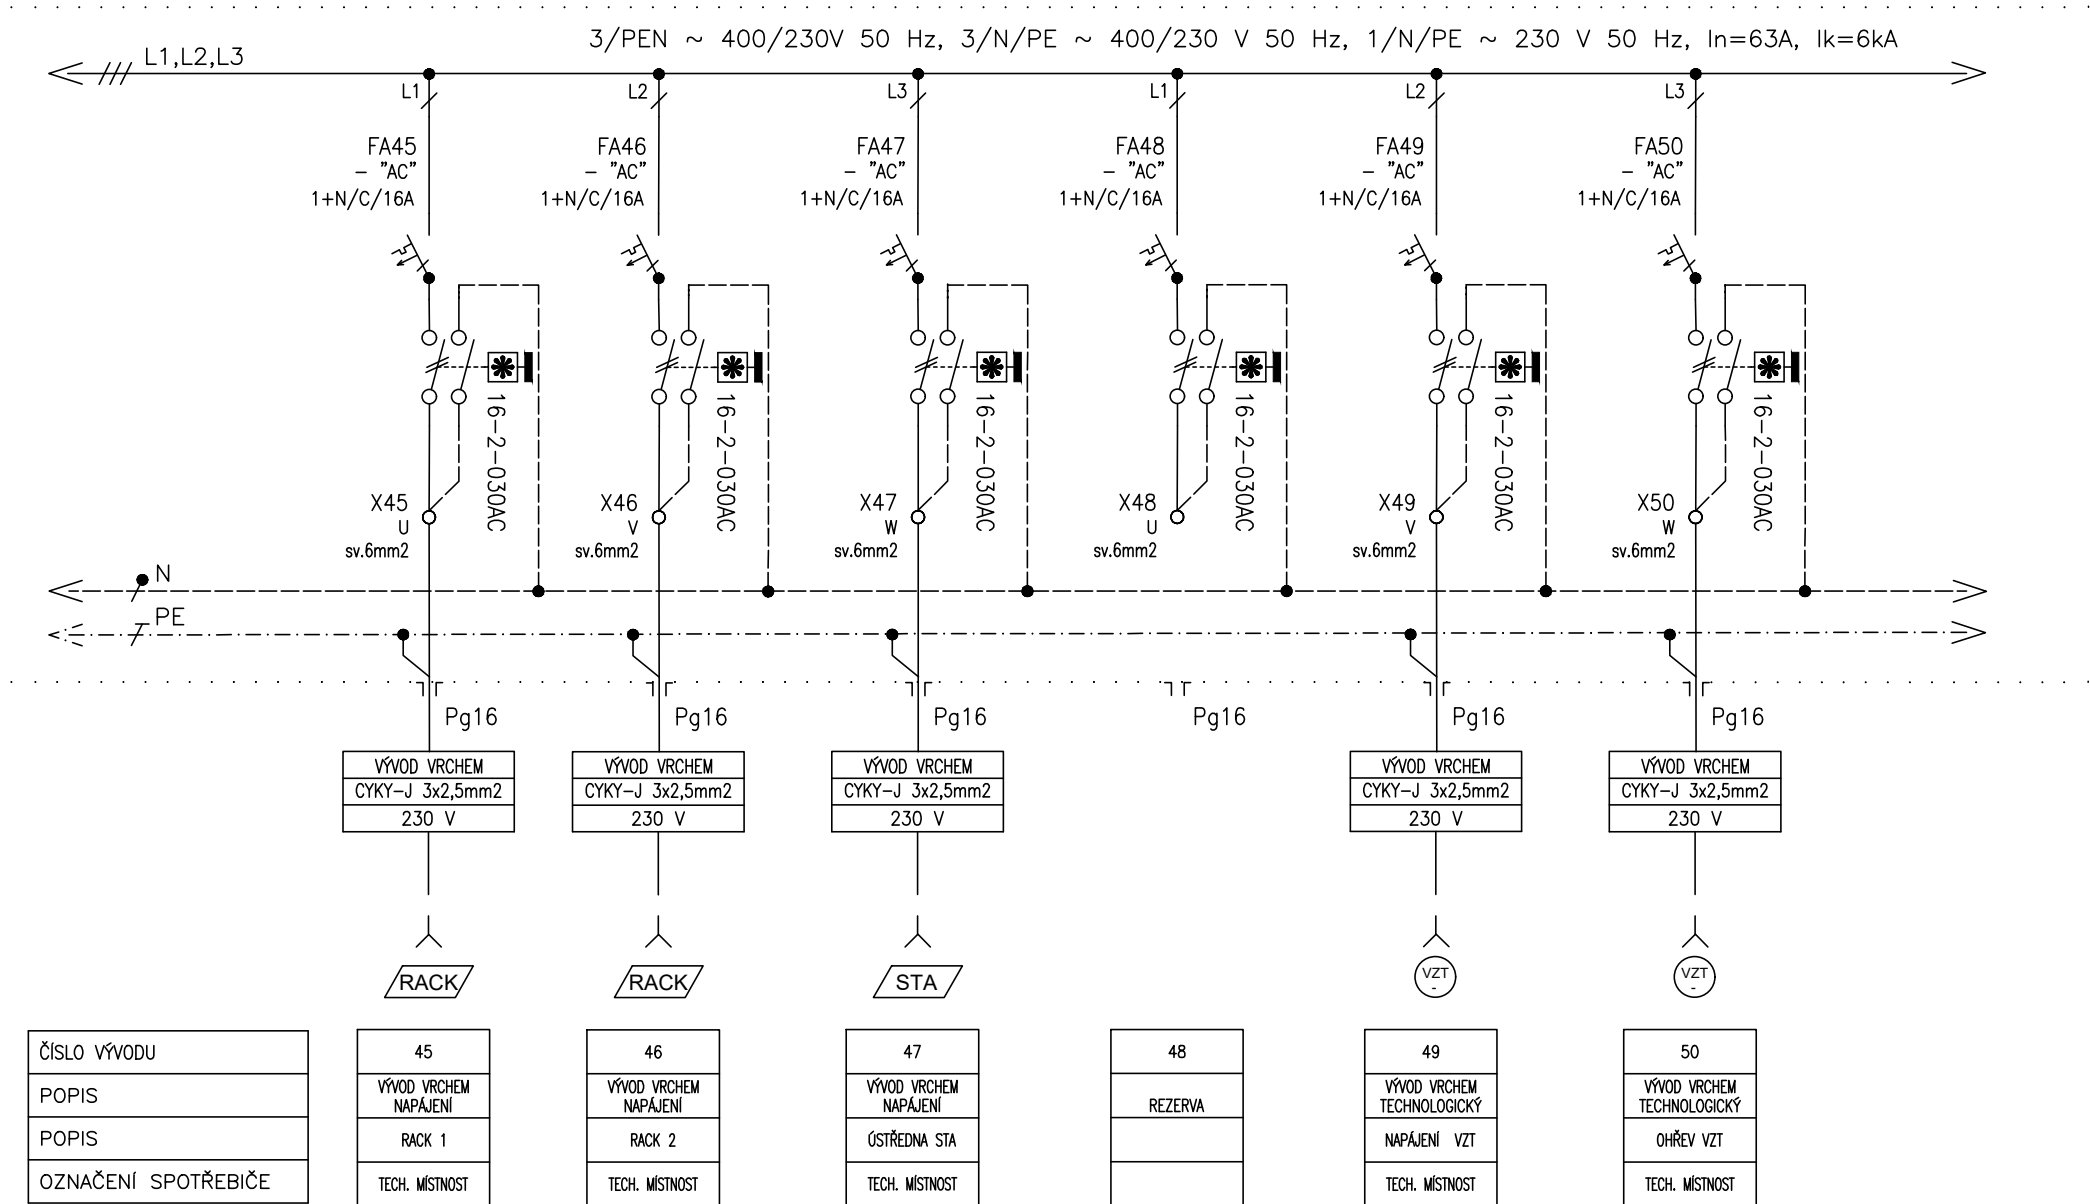 3/PEN ~ 400/230V 50 Hz, 3/N/PE ~ 400/230 V 50 Hz, 1/N/PE ~ 230 V 50 Hz, In=63A, Ik=6kA
L1,L2,L3
L1 L2 L3 L1 L2 L3
FA45 FA46 FA47 FA48 FA49 FA50
- "AC" - "AC" - "AC" - "AC" - "AC" - "AC"
1+N/C/16A 1+N/C/16A 1+N/C/16A 1+N/C/16A 1+N/C/16A 1+N/C/16A
16-2-030AC 16-2-030AC 16-2-030AC 16-2-030AC 16-2-030AC 16-2-030AC
X45 X46 X47 X48 X49 X50
U V W U V W
sv.6mm2 sv.6mm2 sv.6mm2 sv.6mm2 sv.6mm2 sv.6mm2
N
PE
Pg16 Pg16 Pg16 Pg16 Pg16 Pg16
VÝVOD VRCHEM VÝVOD VRCHEM VÝVOD VRCHEM VÝVOD VRCHEM VÝVOD VRCHEM
CYKY-J 3x2,5mm2 CYKY-J 3x2,5mm2 CYKY-J 3x2,5mm2 CYKY-J 3x2,5mm2 CYKY-J 3x2,5mm2
230 V 230 V 230 V 230 V 230 V
RACK RACK STA VZT VZT
- -
ČÍSLO VÝVODU 45 46 47 48 49 50
POPIS VÝVOD VRCHEM VÝVOD VRCHEM VÝVOD VRCHEM REZERVA VÝVOD VRCHEM VÝVOD VRCHEM
NAPÁJENÍ NAPÁJENÍ NAPÁJENÍ TECHNOLOGICKÝ TECHNOLOGICKÝ
POPIS RACK 1 RACK 2 ÚSTŘEDNA STA NAPÁJENÍ VZT OHŘEV VZT
OZNAČENÍ SPOTŘEBIČE TECH. MÍSTNOST TECH. MÍSTNOST TECH. MÍSTNOST TECH. MÍSTNOST TECH. MÍSTNOST